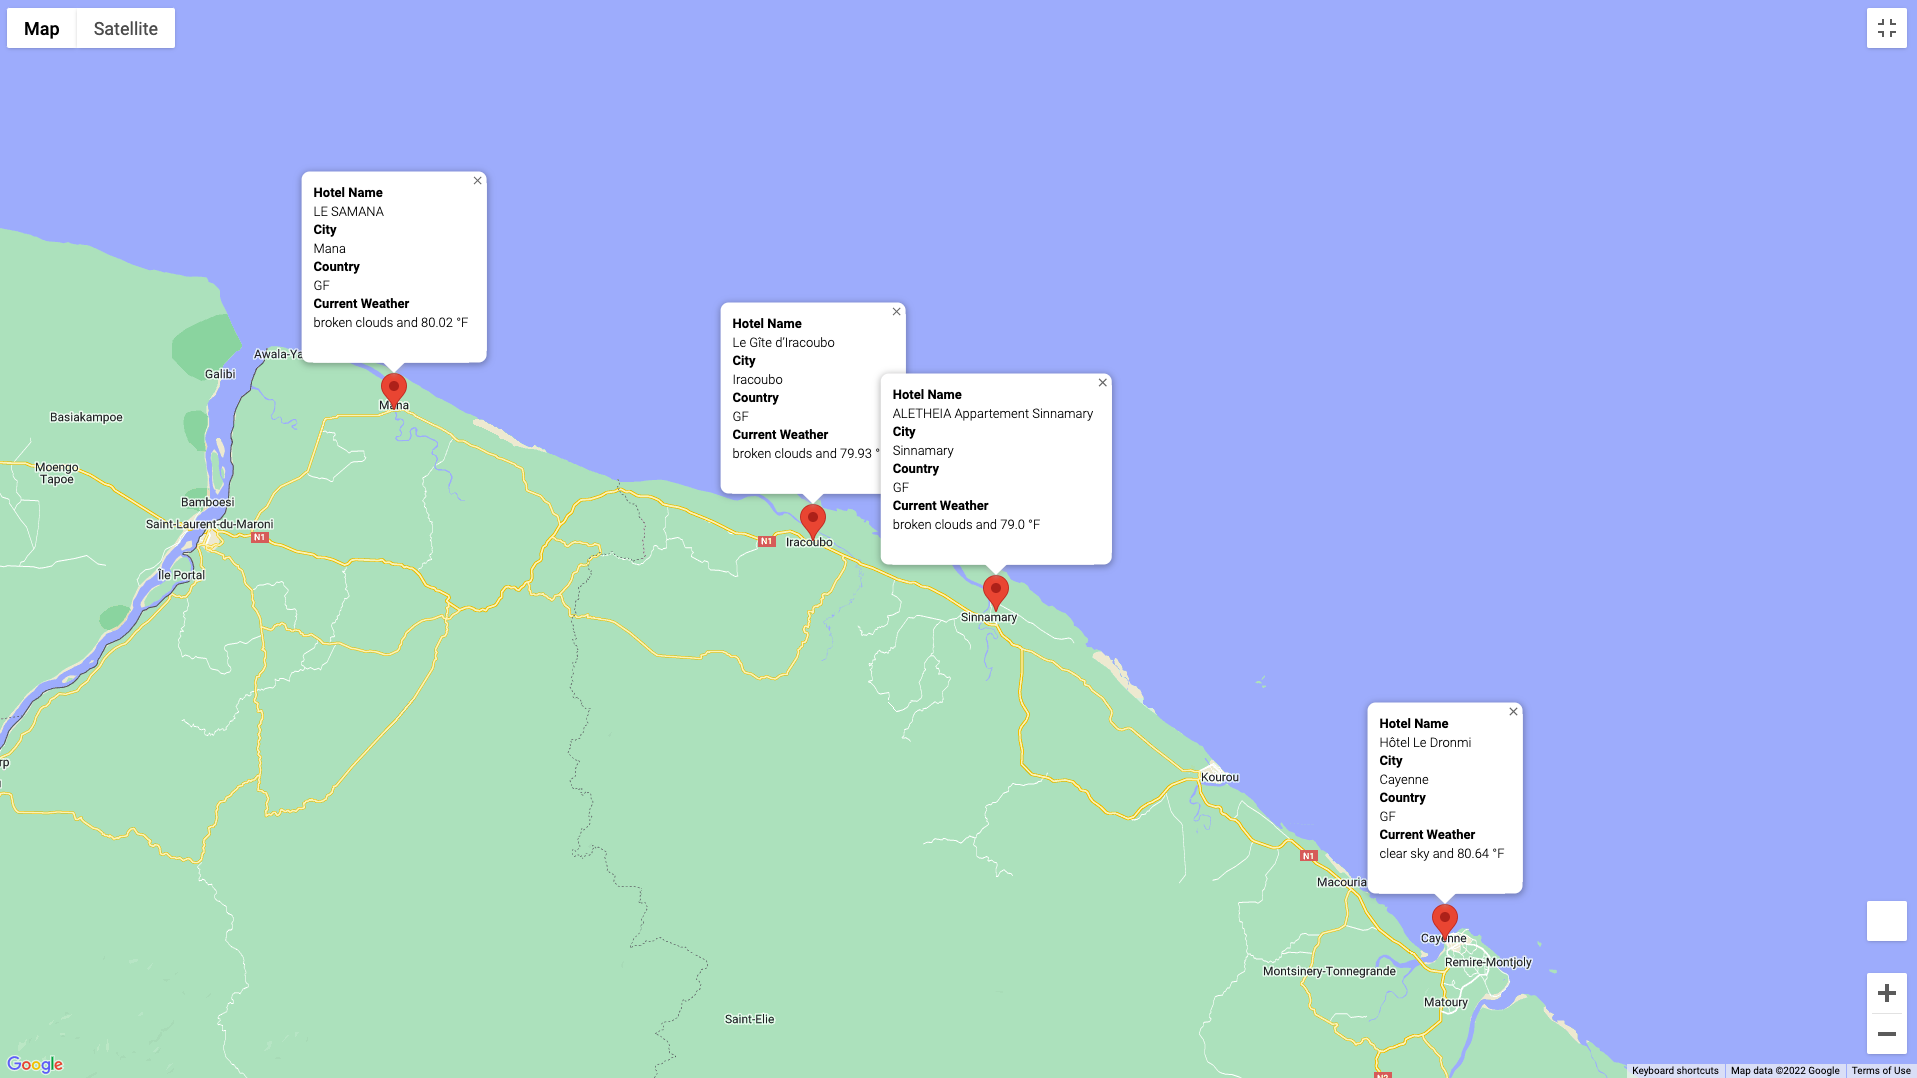 Map
Satellite
Hotel Name
LE SAMANA
City
Mana
Country
GF
Current Weather
broken clouds and 80.02 °F
Hotel Name
Le Gîte d'Iracoubo
City
Iracoubo
Country
GF
Current Weather
broken clouds and 79.93 °
Hotel Name
ALETHEIA Appartement Sinnamary
City
Sinnamary
Country
GF
Current Weather
broken clouds and 79.0 °F
Hotel Name
Hôtel Le Dronmi
City
Cayenne
Country
GF
Current Weather
clear sky and 80.64 °F
Awala-Ya
Galibi
Mana
Basiakampoe
Moengo
Tapoe
Bamboesi
Saint-Laurent-du-Maroni
N1
Île Portal
rp
N1
Iracoubo
Sinnamary
Kourou
N1
Macouria
Cayenne
Remire-Montjoly
Montsinery-Tonnegrande
Matoury
Saint-Elie
N2
Google
Keyboard shortcuts
Map data ©2022 Google
Terms of Use